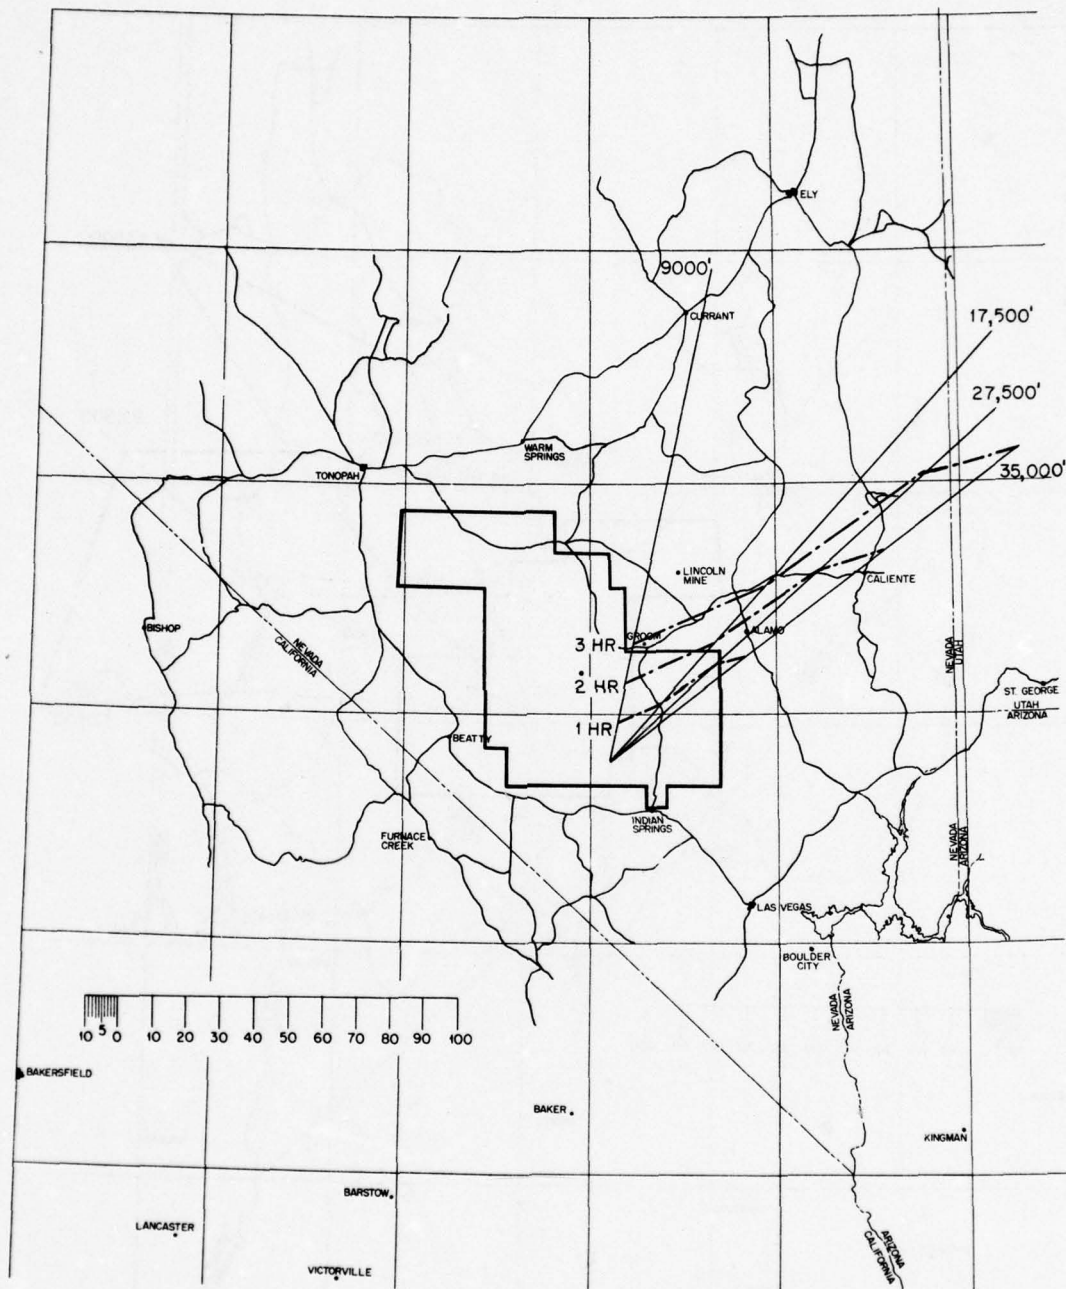 ELY
9000'
CURRANT
17,500'
27,500'
WARM
SPRINGS
TONOPAH
35,000'
LINCOLN
MINE
CALIENTE
BISHOP
NEVADA
CALIFORNIA
GROOM
ALAMO
3 HR
2 HR
1 HR
NEVADA
UTAH
ST. GEORGE
UTAH
ARIZONA
BEATTY
INDIAN
SPRINGS
FURNACE
CREEK
NEVADA
ARIZONA
LAS VEGAS
BOULDER
CITY
NEVADA
ARIZONA
10 5 0 10 20 30 40 50 60 70 80 90 100
BAKERSFIELD
BAKER
KINGMAN
BARSTOW
LANCASTER
ARIZONA
CALIFORNIA
VICTORVILLE